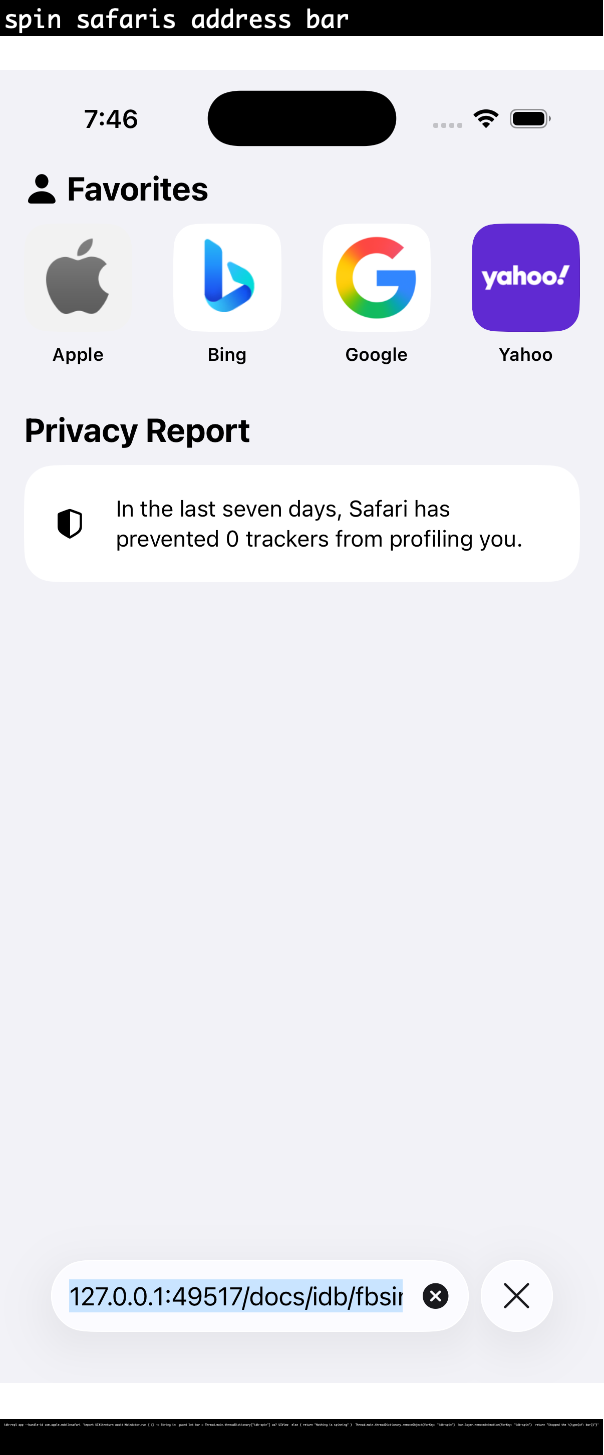 spin safaris address bar
7:46
Favorites
yahoo!
Apple
Bing
Google
Yahoo
Privacy Report
In the last seven days, Safari has
prevented 0 trackers from profiling you.
127.0.0.1:49517/docs/idb/fbsir